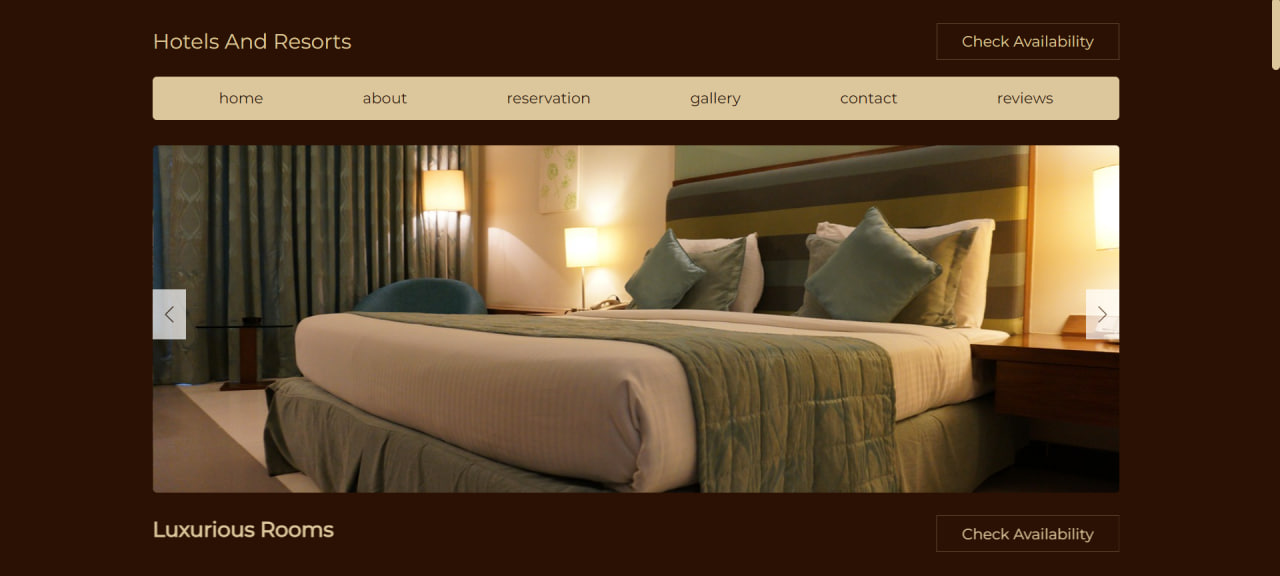 Hotels And Resorts
Check Availability
home about reservation gallery contact reviews
Luxurious Rooms
Check Availability